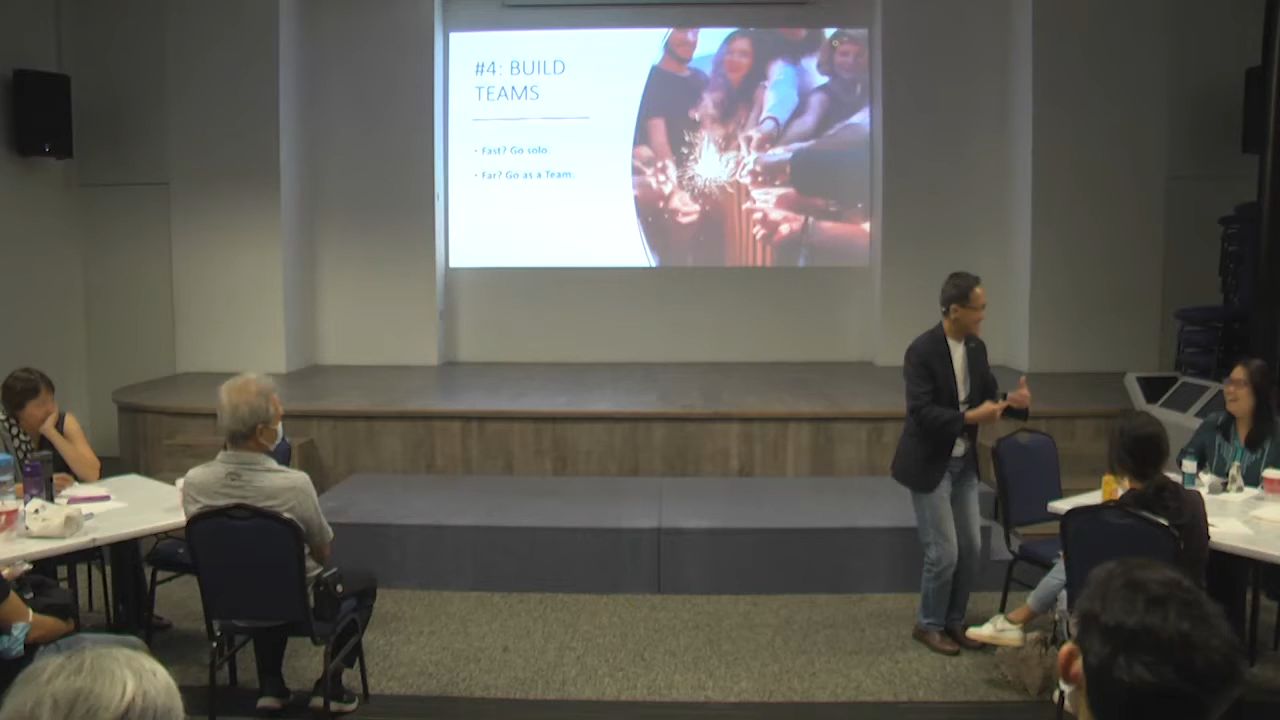 #4: BUILD
TEAMS
• Fast? Go solo.
• Far? Go as a Team.